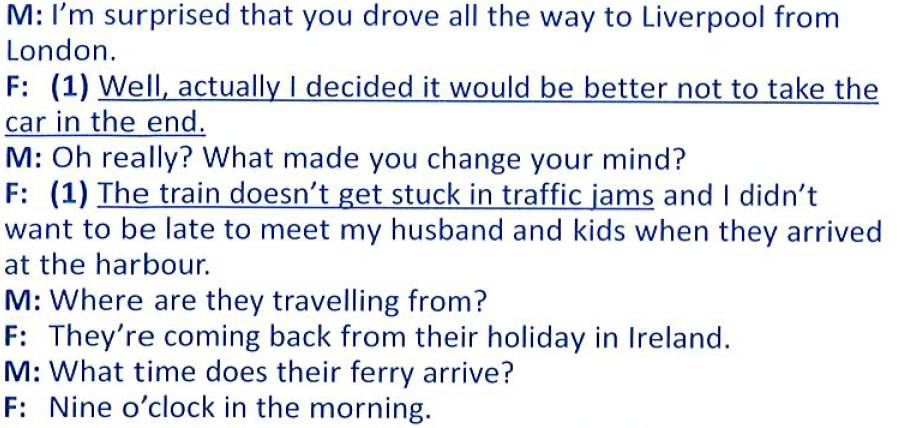 M: I'm surprised that you drove all the way to Liverpool from
London.
F: (1) Well, actually I decided it would be better not to take the
car in the end.
M: Oh really? What made you change your mind?
F: (1) The train doesn't get stuck in traffic jams and I didn't
want to be late to meet my husband and kids when they arrived
at the harbour.
M: Where are they travelling from?
F: They're coming back from their holiday in Ireland.
M: What time does their ferry arrive?
F: Nine o'clock in the morning.